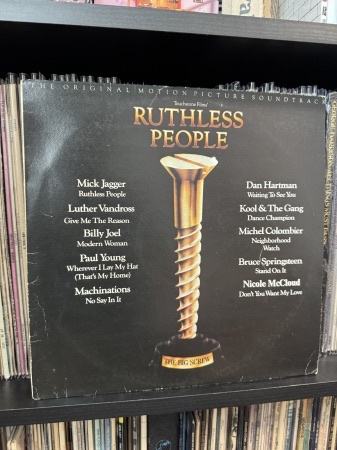 THE ORIGINAL MOTION PICTURE SOUNDTRACK
Touchstone Films'
RUTHLESS
PEOPLE
Mick Jagger
Ruthless People
Luther Vandross
Give Me The Reason
Billy Joel
Modern Woman
Paul Young
Wherever I Lay My Hat
(That's My Home)
Machinations
No Say In It
Dan Hartman
Waiting To See You
Kool & The Gang
Dance Champion
Michel Colombier
Neighborhood
Watch
Bruce Springsteen
Stand On It
Nicole McCloud
Don't You Want My Love
THE BIG SCREW